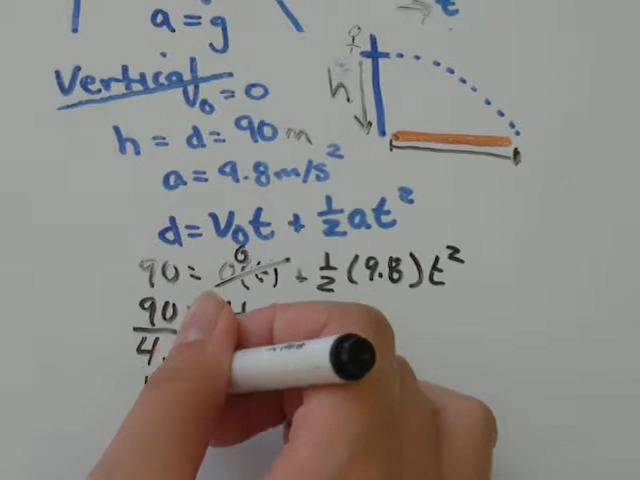 t
a = g
Vertical
V₀ = 0
h
h = d = 90 m
a = 9.8 m/s²
d = V₀t + ½at²
90 = 0(t) 0 + ½(9.8)t²
90
4.